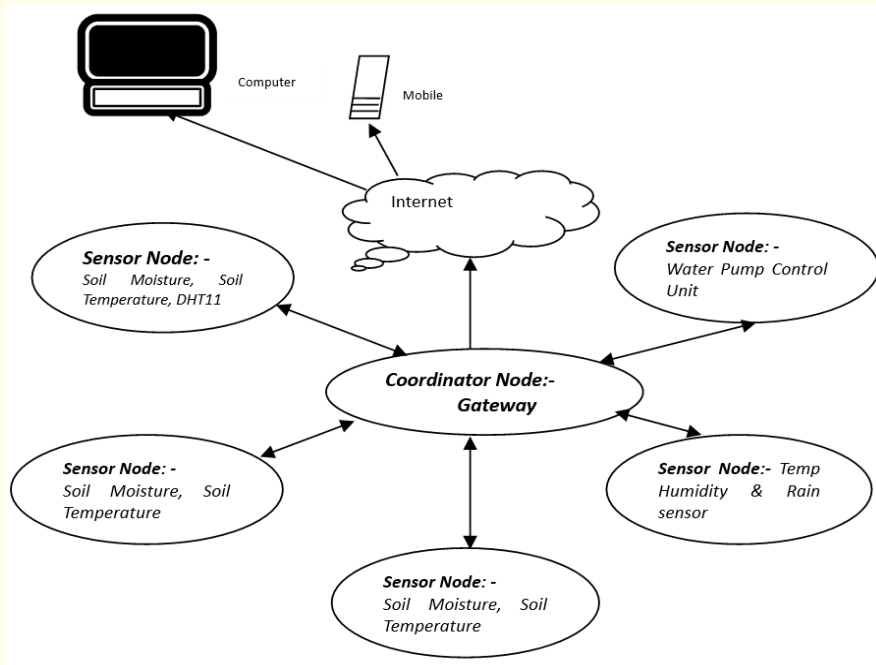 Computer
Mobile
Internet
Sensor Node: -
Soil Moisture, Soil
Temperature, DHT11
Sensor Node: -
Water Pump Control
Unit
Coordinator Node:-
Gateway
Sensor Node: -
Soil Moisture, Soil
Temperature
Sensor Node:- Temp
Humidity & Rain
sensor
Sensor Node: -
Soil Moisture, Soil
Temperature